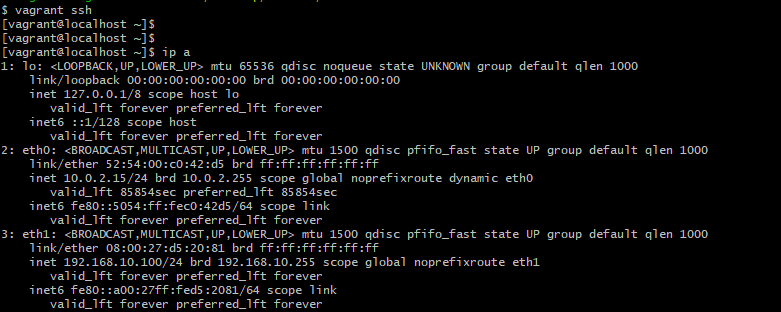 $ vagrant ssh
[vagrant@localhost ~]$
[vagrant@localhost ~]$
[vagrant@localhost ~]$ ip a
1: lo: <LOOPBACK,UP,LOWER_UP> mtu 65536 qdisc noqueue state UNKNOWN group default qlen 1000
    link/loopback 00:00:00:00:00:00 brd 00:00:00:00:00:00
    inet 127.0.0.1/8 scope host lo
       valid_lft forever preferred_lft forever
    inet6 ::1/128 scope host
       valid_lft forever preferred_lft forever
2: eth0: <BROADCAST,MULTICAST,UP,LOWER_UP> mtu 1500 qdisc pfifo_fast state UP group default qlen 1000
    link/ether 52:54:00:c0:42:d5 brd ff:ff:ff:ff:ff:ff
    inet 10.0.2.15/24 brd 10.0.2.255 scope global noprefixroute dynamic eth0
       valid_lft 85854sec preferred_lft 85854sec
    inet6 fe80::5054:ff:fec0:42d5/64 scope link
       valid_lft forever preferred_lft forever
3: eth1: <BROADCAST,MULTICAST,UP,LOWER_UP> mtu 1500 qdisc pfifo_fast state UP group default qlen 1000
    link/ether 08:00:27:d5:20:81 brd ff:ff:ff:ff:ff:ff
    inet 192.168.10.100/24 brd 192.168.10.255 scope global noprefixroute eth1
       valid_lft forever preferred_lft forever
    inet6 fe80::a00:27ff:fed5:2081/64 scope link
       valid_lft forever preferred_lft forever